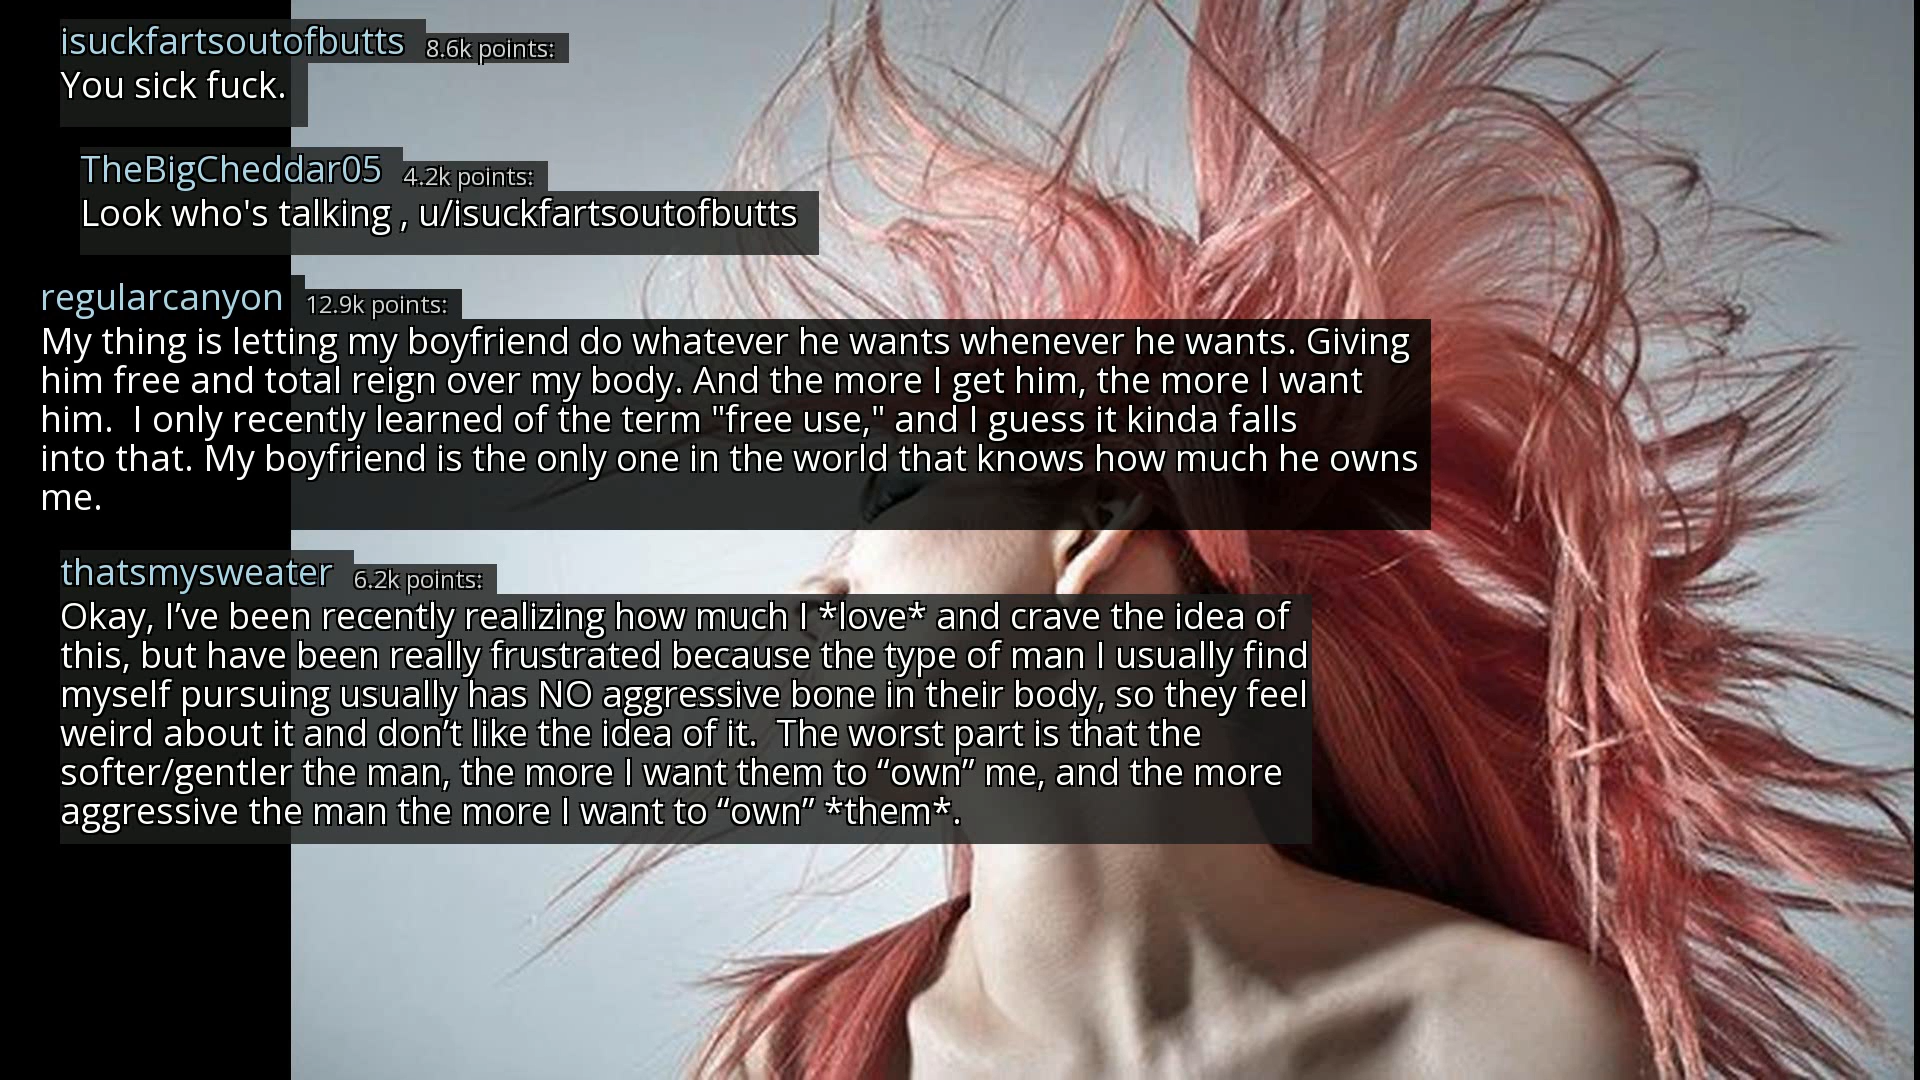 isuckfartsoutofbutts 8.6k points:
You sick fuck.
TheBigCheddar05 4.2k points:
Look who's talking , u/isuckfartsoutofbutts
regularcanyon 12.9k points:
My thing is letting my boyfriend do whatever he wants whenever he wants. Giving
him free and total reign over my body. And the more I get him, the more I want
him.  I only recently learned of the term "free use," and I guess it kinda falls
into that. My boyfriend is the only one in the world that knows how much he owns
me.
thatsmysweater 6.2k points:
Okay, I’ve been recently realizing how much I *love* and crave the idea of
this, but have been really frustrated because the type of man I usually find
myself pursuing usually has NO aggressive bone in their body, so they feel
weird about it and don’t like the idea of it.  The worst part is that the
softer/gentler the man, the more I want them to “own” me, and the more
aggressive the man the more I want to “own” *them*.